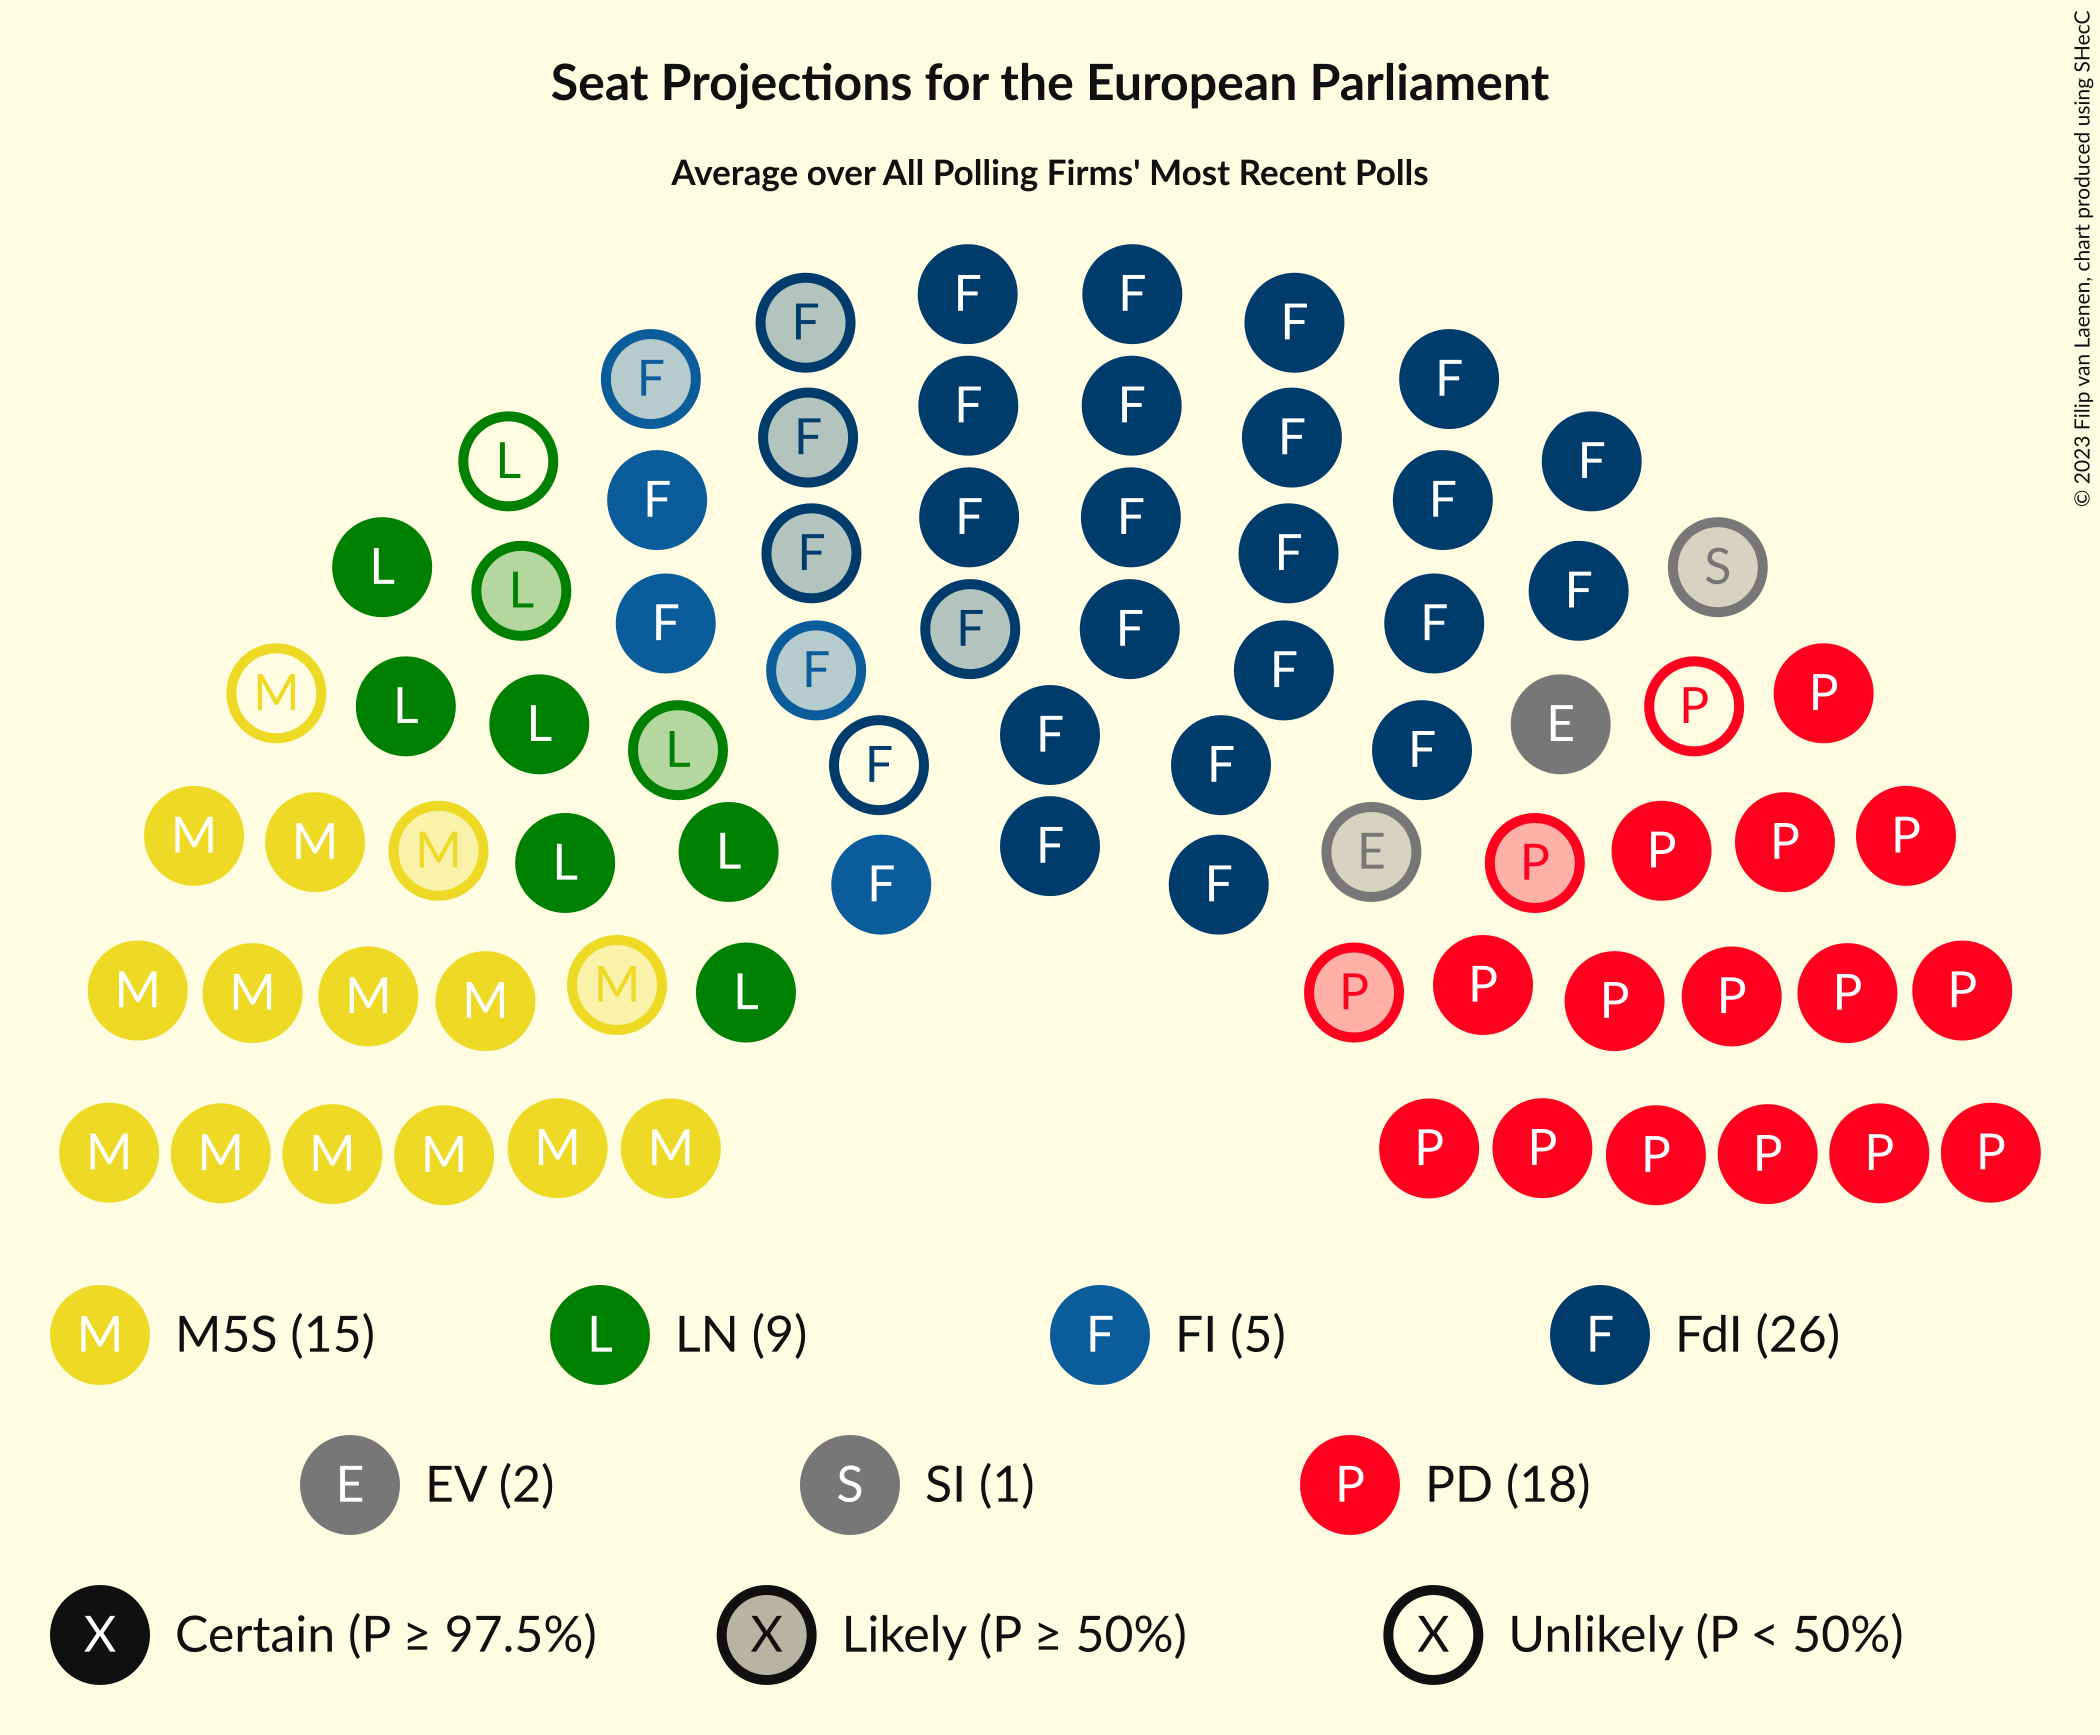 Seat Projections for the European Parliament
Average over All Polling Firms' Most Recent Polls
© 2023 Filip van Laenen, chart produced using SHecC
F F F F
F F F F
L F F F
F F F F
L F F S
L F F F F F
M L F F P P
L L F F F F E
M M M L L F F F E P P P P
M M M M M L P P P P P P
M M M M M M P P P P P P
M M5S (15) L LN (9) F FI (5) F FdI (26)
E EV (2) S SI (1) P PD (18)
X Certain (P ≥ 97.5%) X Likely (P ≥ 50%) X Unlikely (P < 50%)